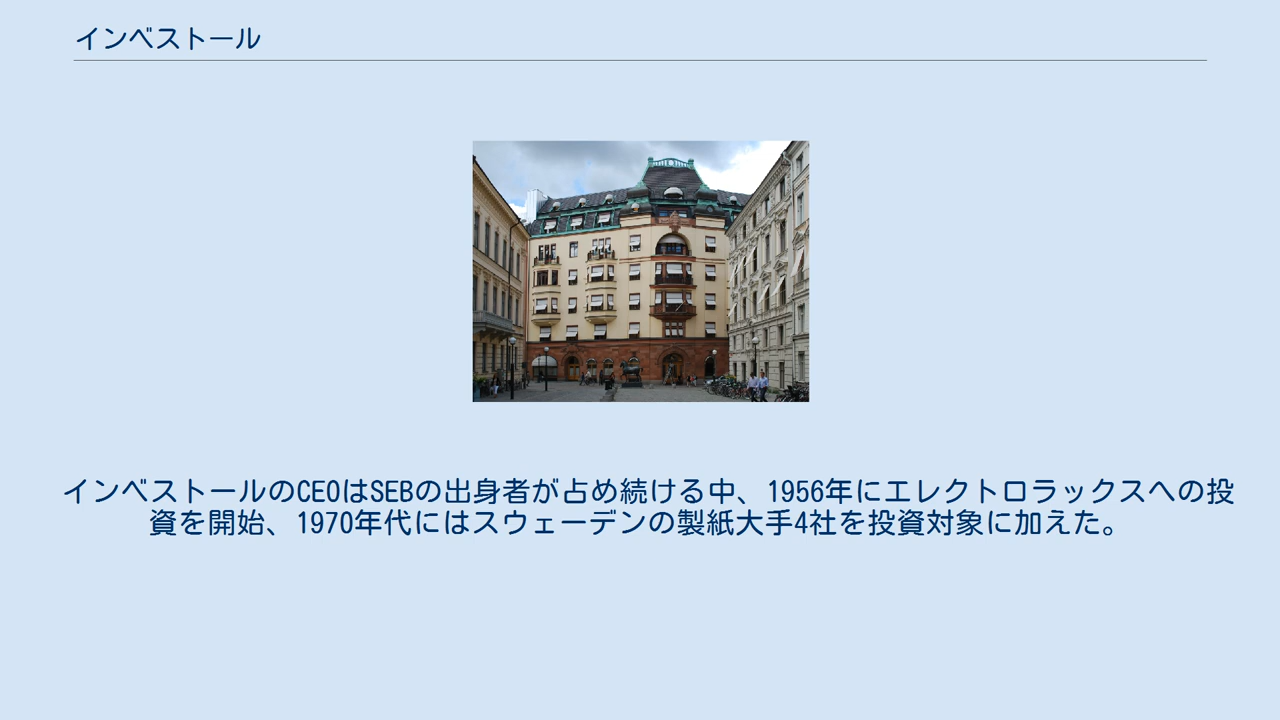 インベストール
インベストールのCEOはSEBの出身者が占め続ける中、1956年にエレクトロラックスへの投
資を開始、1970年代にはスウェーデンの製紙大手4社を投資対象に加えた。